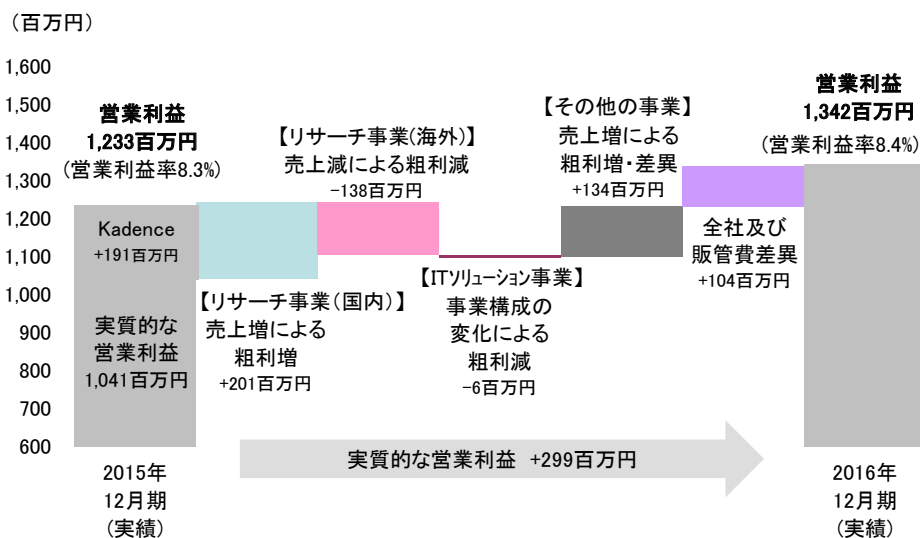 (百万円)
1,600
1,500
1,400
1,300
1,200
1,100
1,000
900
800
700
600
営業利益
1,233百万円
(営業利益率8.3%)
Kadence
+191百万円
実質的な
営業利益
1,041百万円
【リサーチ事業(国内)】
売上増による
粗利増
+201百万円
【リサーチ事業(海外)】
売上減による粗利減
-138百万円
【ITソリューション事業】
事業構成の
変化による
粗利減
-6百万円
【その他の事業】
売上増による
粗利増・差異
+134百万円
全社及び
販管費差異
+104百万円
営業利益
1,342百万円
(営業利益率8.4%)
実質的な営業利益 +299百万円
2015年
12月期
(実績)
2016年
12月期
(実績)